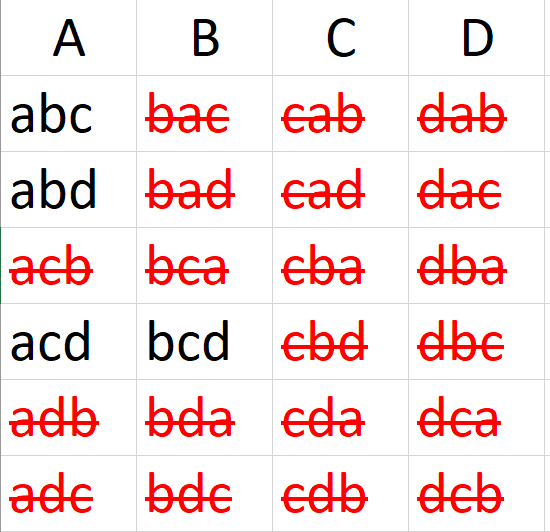 A B C D
abc bac cab dab
abd bad cad dac
acb bca cba dba
acd bcd cbd dbc
adb bda cda dca
adc bdc cdb dcb